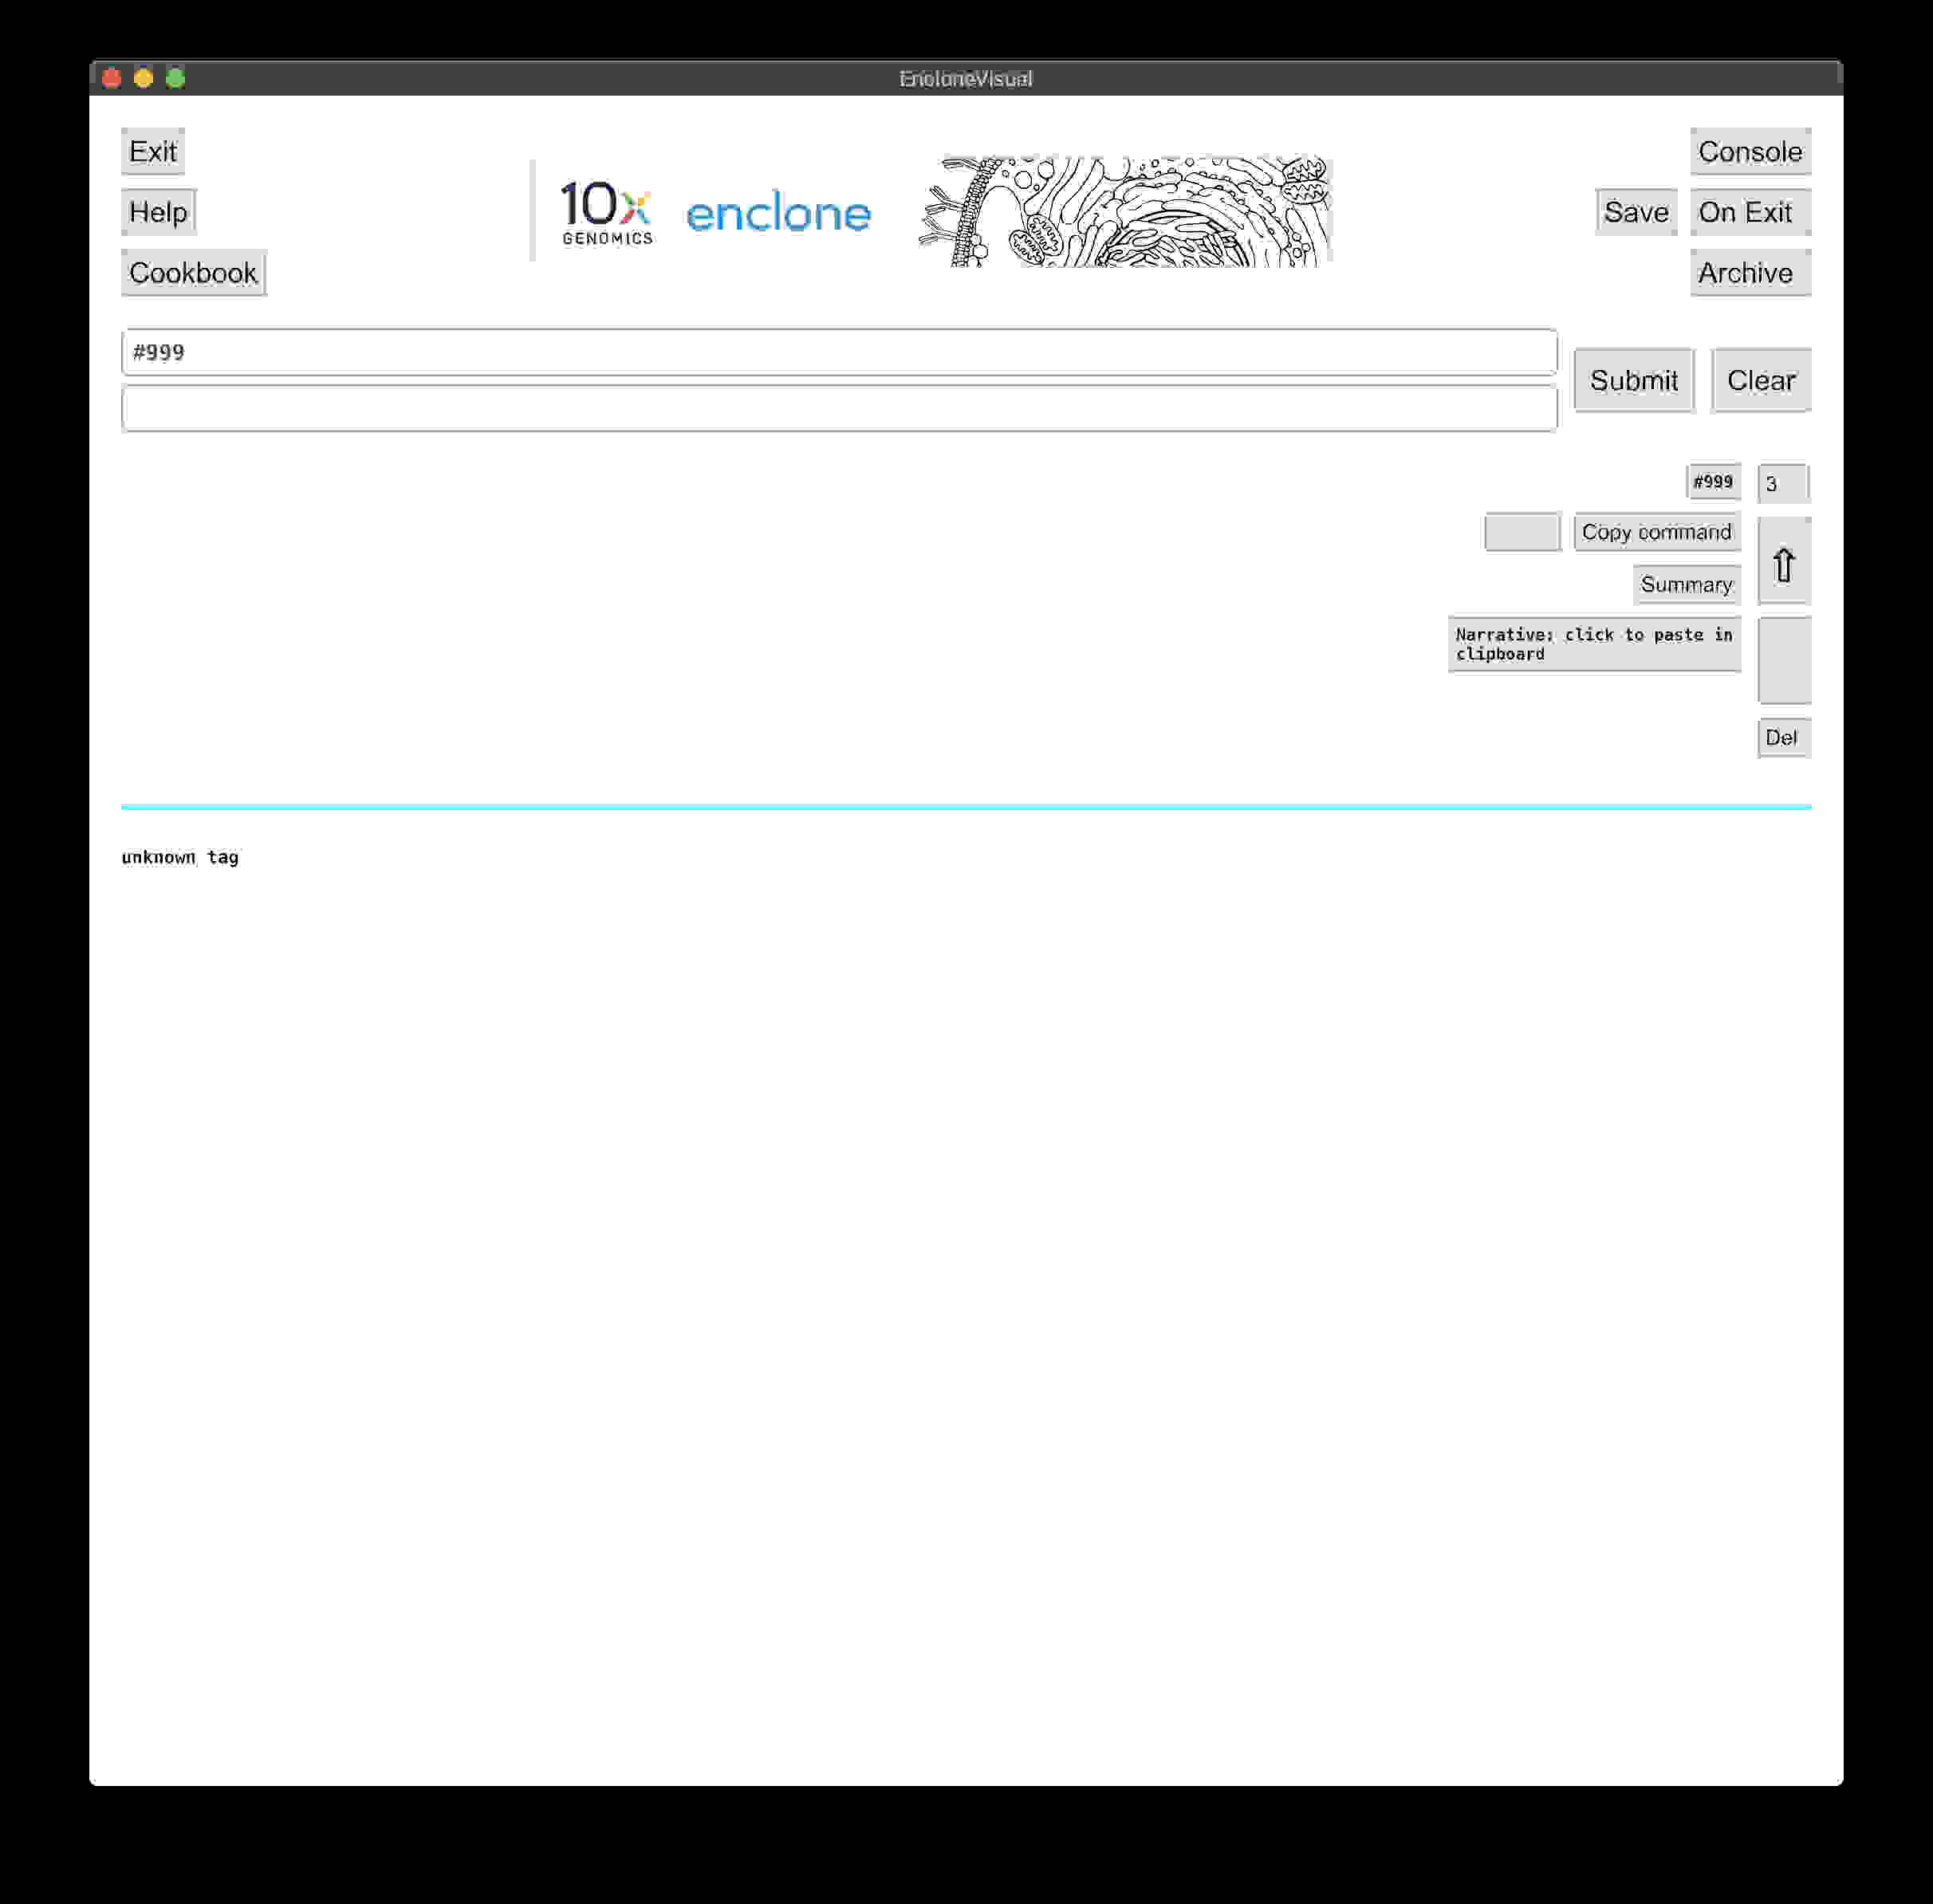 EncloneVisual
Exit
Console
Help
10x
GENOMICS
enclone
Save
On Exit
Cookbook
Archive
#999
Submit
Clear
#999
3
Copy command
⇧
Summary
Narrative: click to paste in
clipboard
Del
unknown tag